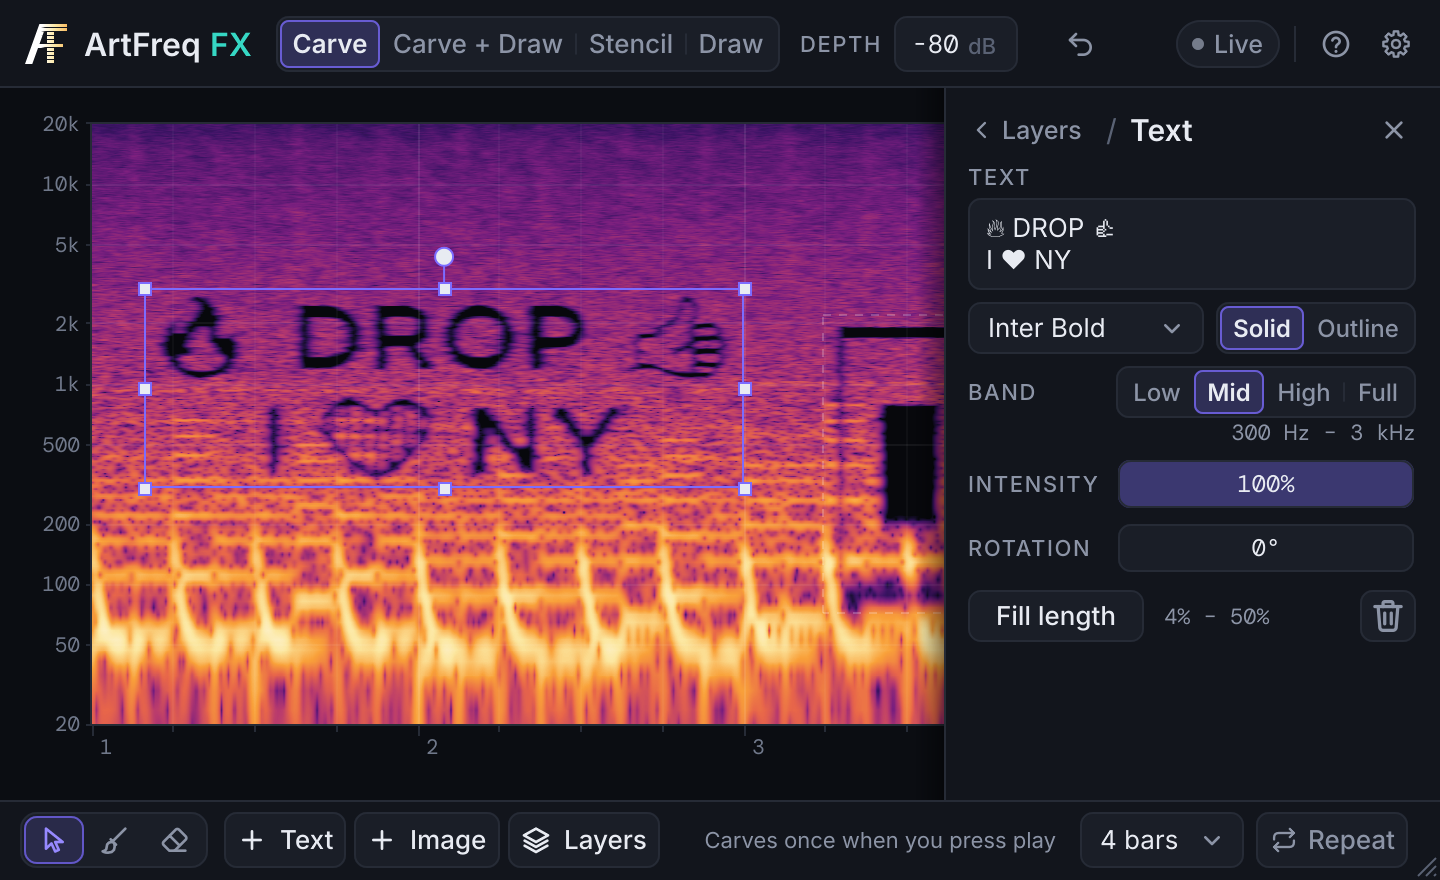 ArtFreq FX
Carve Carve + Draw Stencil Draw DEPTH -80 dB Live
20k
10k
5k
2k
1k
500
200
100
50
20
1 2 3
🔥 DROP 👍
I ♥ NY
Layers / Text
TEXT
🔥 DROP 👍
I ♥ NY
Inter Bold Solid Outline
BAND Low Mid High Full
300 Hz - 3 kHz
INTENSITY 100%
ROTATION 0°
Fill length 4% - 50%
+ Text + Image Layers Carves once when you press play 4 bars Repeat